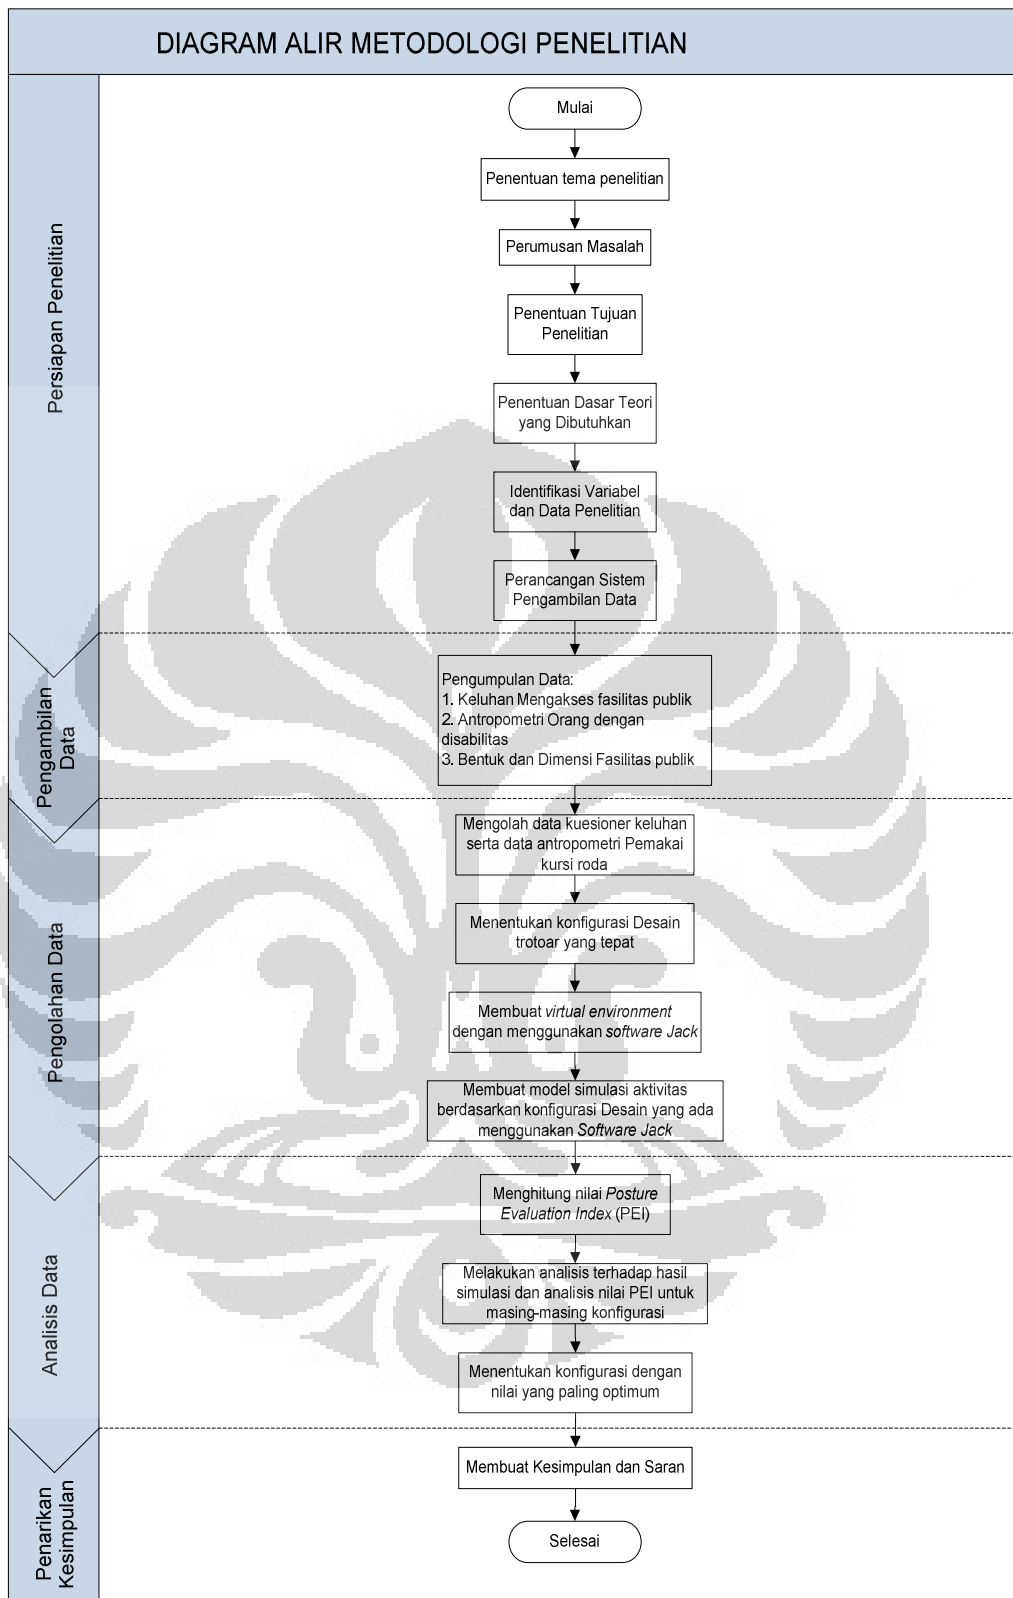 DIAGRAM ALIR METODOLOGI PENELITIAN
Persiapan Penelitian
Mulai
Penentuan tema penelitian
Perumusan Masalah
Penentuan Tujuan
Penelitian
Penentuan Dasar Teori
yang Dibutuhkan
Identifikasi Variabel
dan Data Penelitian
Perancangan Sistem
Pengambilan Data
Pengambilan
Data
Pengumpulan Data:
1. Keluhan Mengakses fasilitas publik
2. Antropometri Orang dengan
disabilitas
3. Bentuk dan Dimensi Fasilitas publik
Pengolahan Data
Mengolah data kuesioner keluhan
serta data antropometri Pemakai
kursi roda
Menentukan konfigurasi Desain
trotoar yang tepat
Membuat virtual environment
dengan menggunakan software Jack
Membuat model simulasi aktivitas
berdasarkan konfigurasi Desain yang ada
menggunakan Software Jack
Analisis Data
Menghitung nilai Posture
Evaluation Index (PEI)
Melakukan analisis terhadap hasil
simulasi dan analisis nilai PEI untuk
masing-masing konfigurasi
Menentukan konfigurasi dengan
nilai yang paling optimum
Penarikan
Kesimpulan
Membuat Kesimpulan dan Saran
Selesai